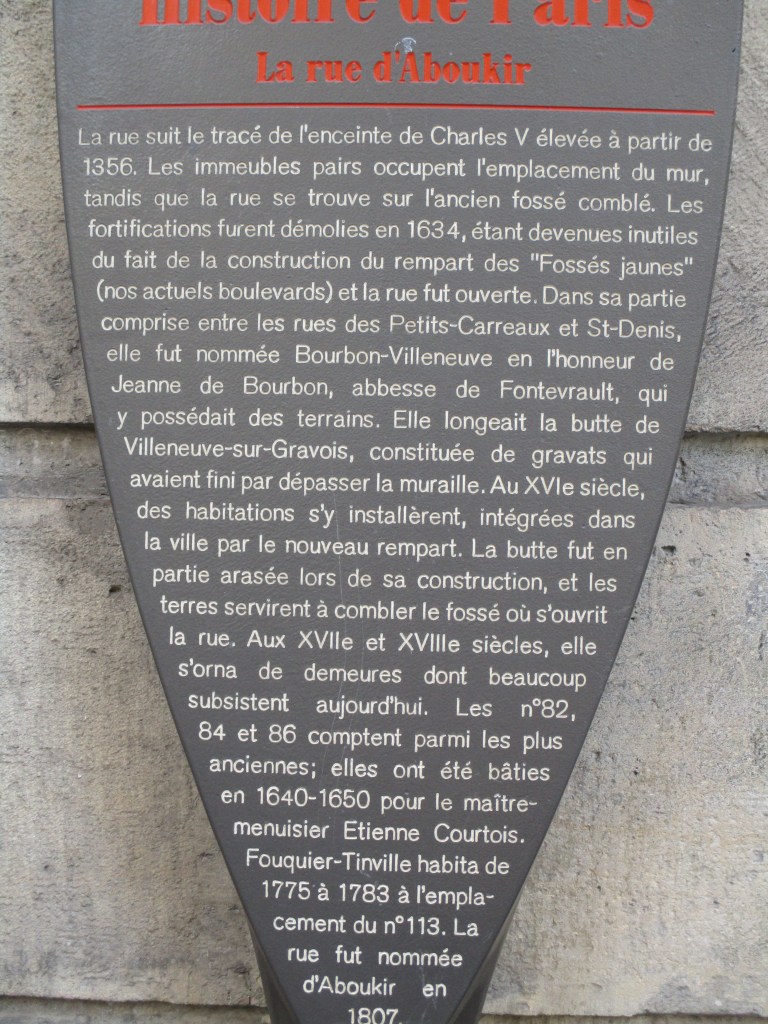 histoire de Paris
La rue d'Aboukir
La rue suit le tracé de l'enceinte de Charles V élevée à partir de
1356. Les immeubles pairs occupent l'emplacement du mur,
tandis que la rue se trouve sur l'ancien fossé comblé. Les
fortifications furent démolies en 1634, étant devenues inutiles
du fait de la construction du rempart des "Fossés jaunes"
(nos actuels boulevards) et la rue fut ouverte. Dans sa partie
comprise entre les rues des Petits-Carreaux et St-Denis,
elle fut nommée Bourbon-Villeneuve en l'honneur de
Jeanne de Bourbon, abbesse de Fontevrault, qui
y possédait des terrains. Elle longeait la butte de
Villeneuve-sur-Gravois, constituée de gravats qui
avaient fini par dépasser la muraille. Au XVIe siècle,
des habitations s'y installèrent, intégrées dans
la ville par le nouveau rempart. La butte fut en
partie arasée lors de sa construction, et les
terres servirent à combler le fossé où s'ouvrit
la rue. Aux XVIIe et XVIIIe siècles, elle
s'orna de demeures dont beaucoup
subsistent aujourd'hui. Les n°82,
84 et 86 comptent parmi les plus
anciennes; elles ont été bâties
en 1640-1650 pour le maître-
menuisier Etienne Courtois.
Fouquier-Tinville habita de
1775 à 1783 à l'empla-
cement du n°113. La
rue fut nommée
d'Aboukir en
1807.